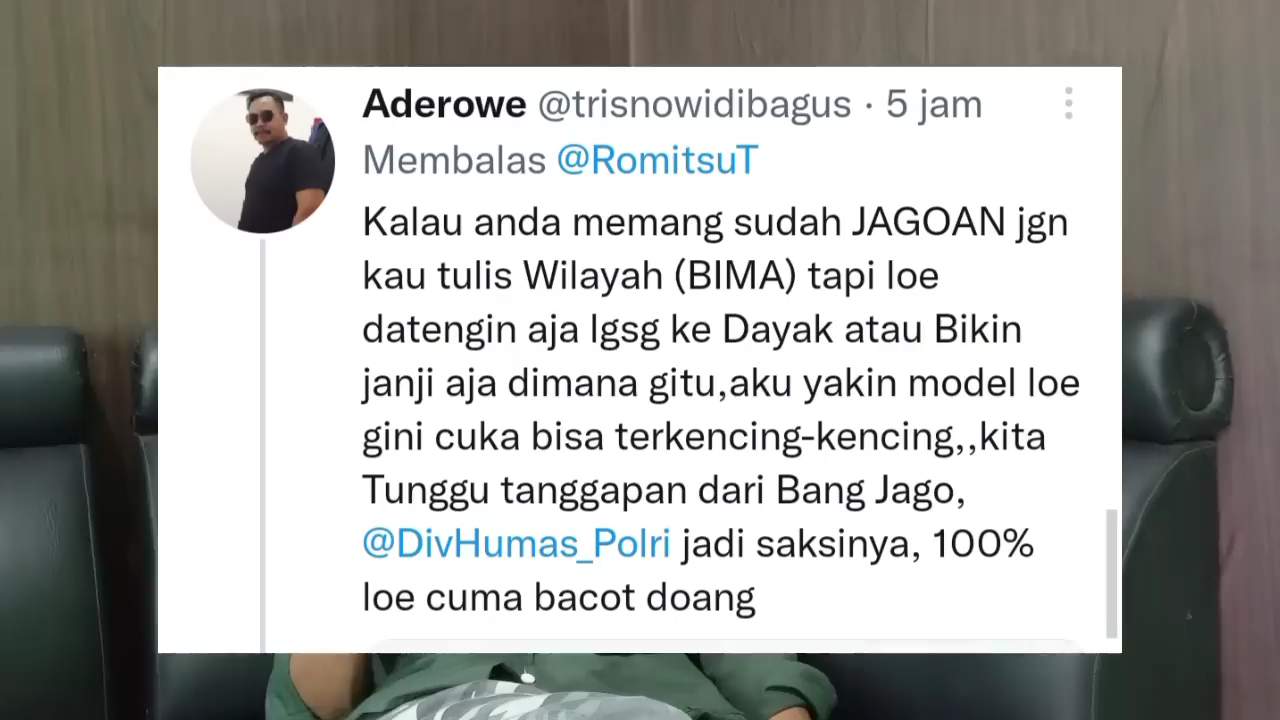 Aderowe @trisnowidibagus · 5 jam
Membalas @RomitsuT
Kalau anda memang sudah JAGOAN jgn
kau tulis Wilayah (BIMA) tapi loe
datengin aja lgsg ke Dayak atau Bikin
janji aja dimana gitu,aku yakin model loe
gini cuka bisa terkencing-kencing,,kita
Tunggu tanggapan dari Bang Jago,
@DivHumas_Polri jadi saksinya, 100%
loe cuma bacot doang